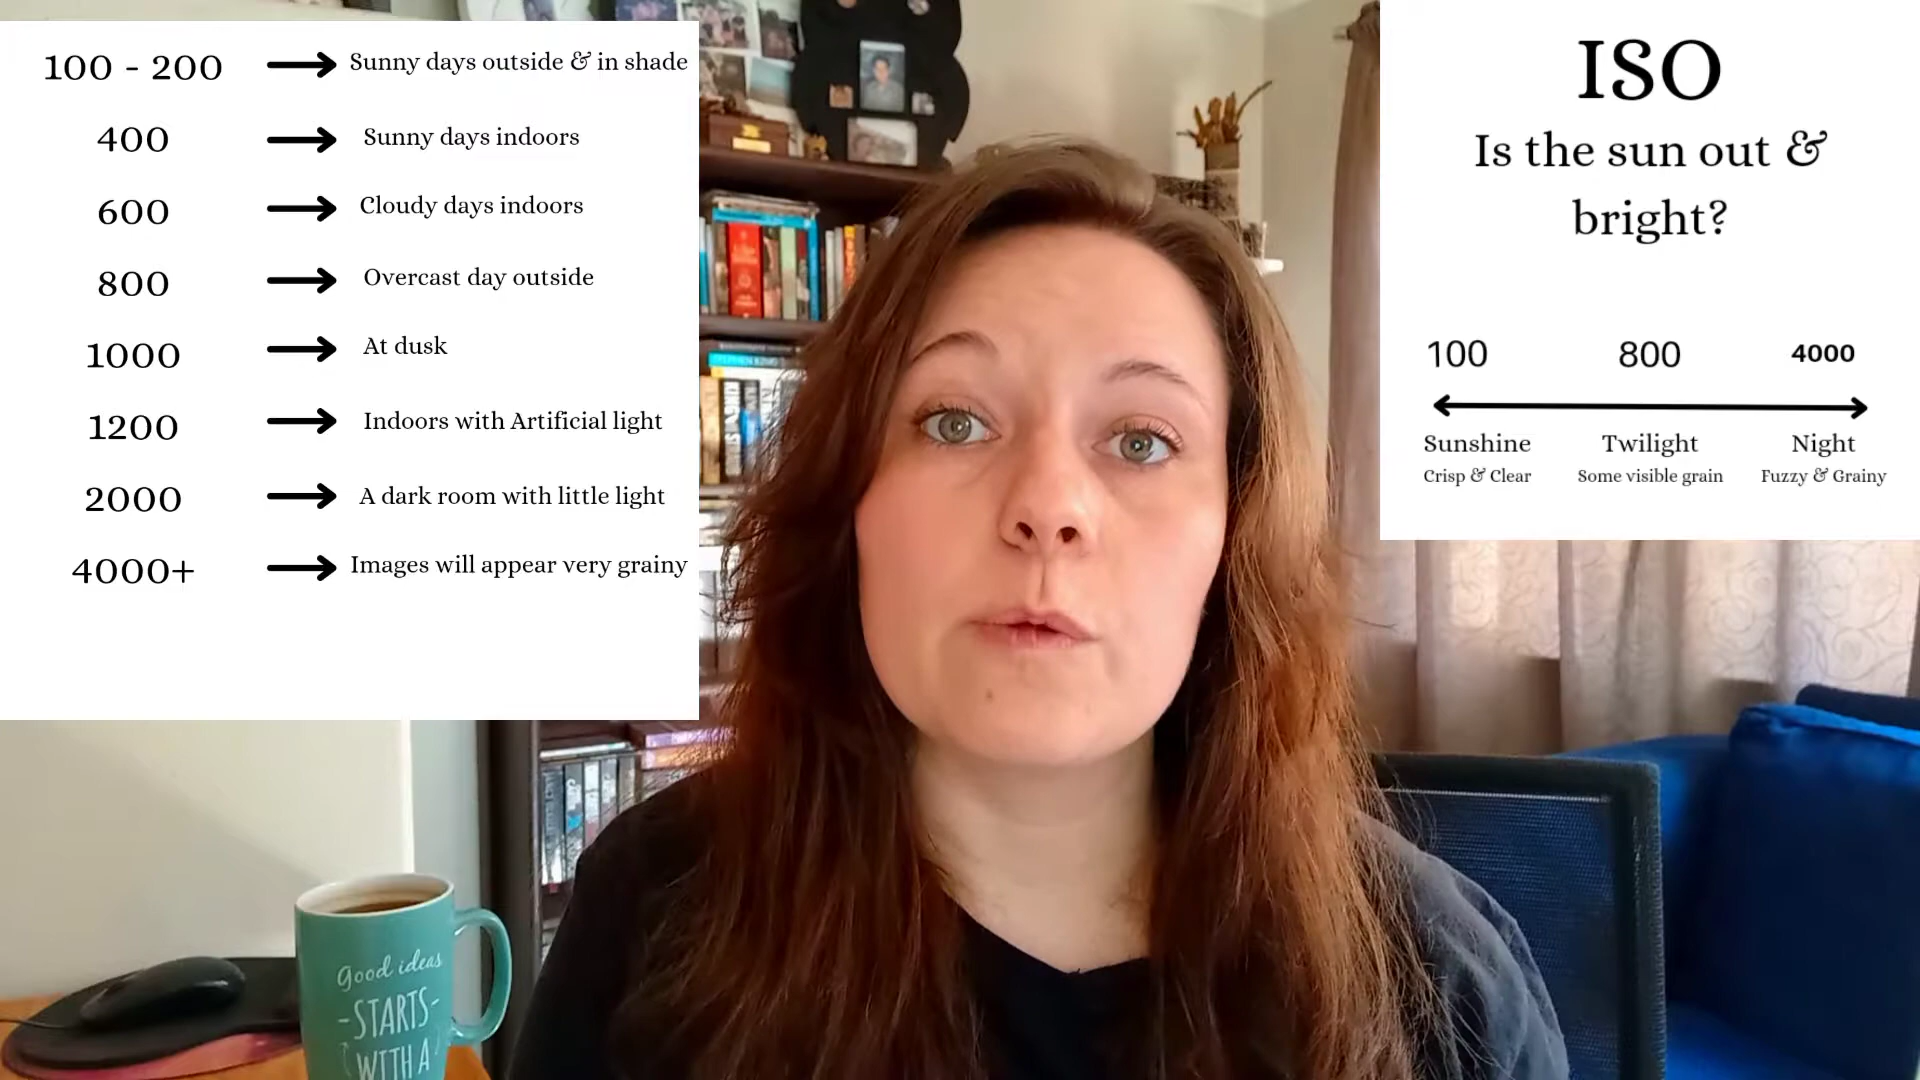 100 - 200 Sunny days outside & in shade
400 Sunny days indoors
600 Cloudy days indoors
800 Overcast day outside
1000 At dusk
1200 Indoors with Artificial light
2000 A dark room with little light
4000+ Images will appear very grainy
ISO
Is the sun out &
bright?
100 800 4000
Sunshine Twilight Night
Crisp & Clear Some visible grain Fuzzy & Grainy
STEPHEN KING
Good ideas
-STARTS-
WITH A